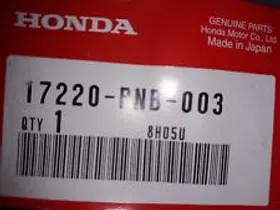 HONDA
GENUINE PARTS
Honda Motor Co., Ltd.
Made in Japan
17220-PNB-003
QTY 1
8H05U